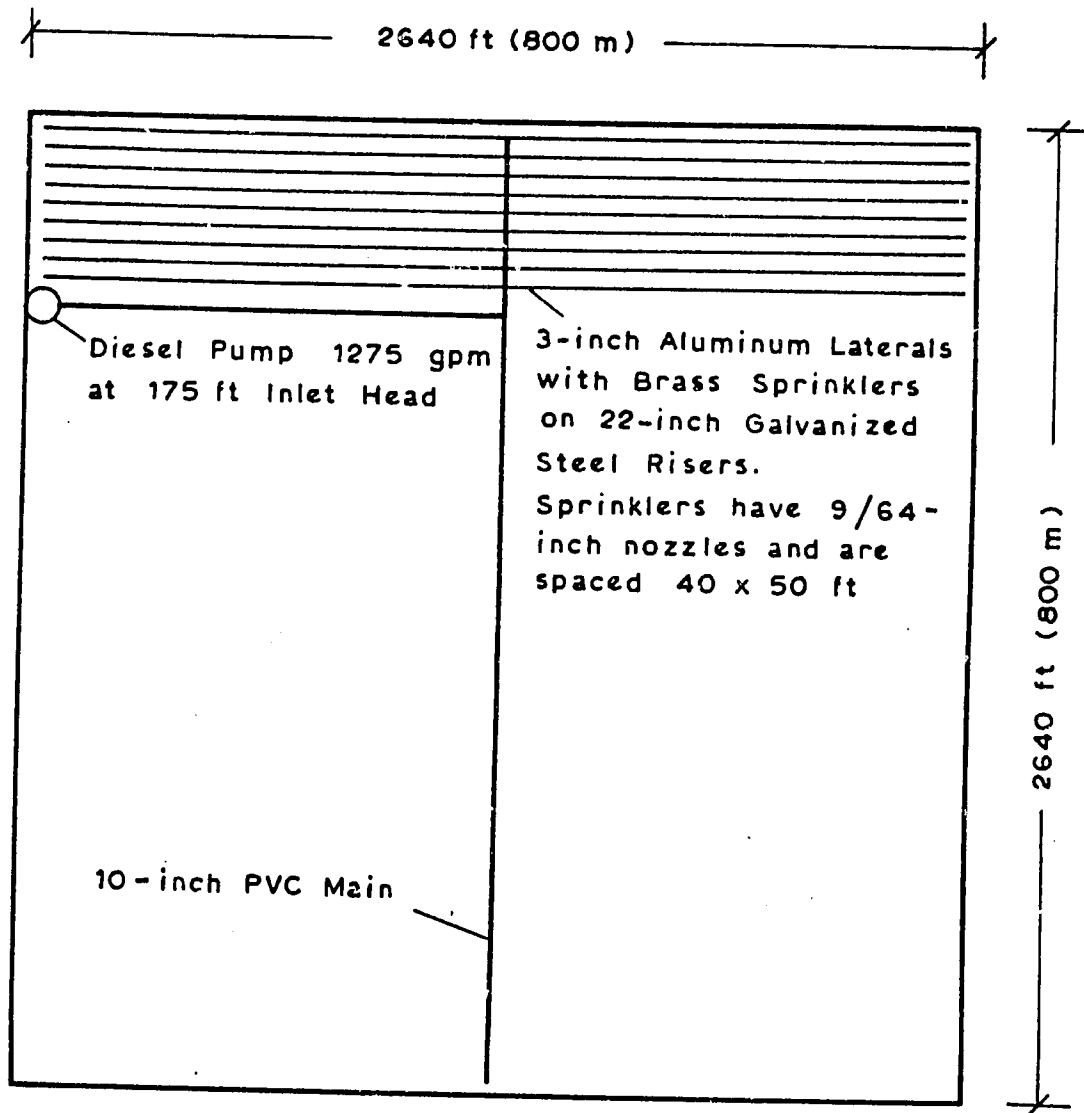 2640 ft (800 m)
Diesel Pump 1275 gpm
at 175 ft Inlet Head
3-inch Aluminum Laterals
with Brass Sprinklers
on 22-inch Galvanized
Steel Risers.
Sprinklers have 9/64-
inch nozzles and are
spaced 40 x 50 ft
2640 ft (800 m)
10-inch PVC Main